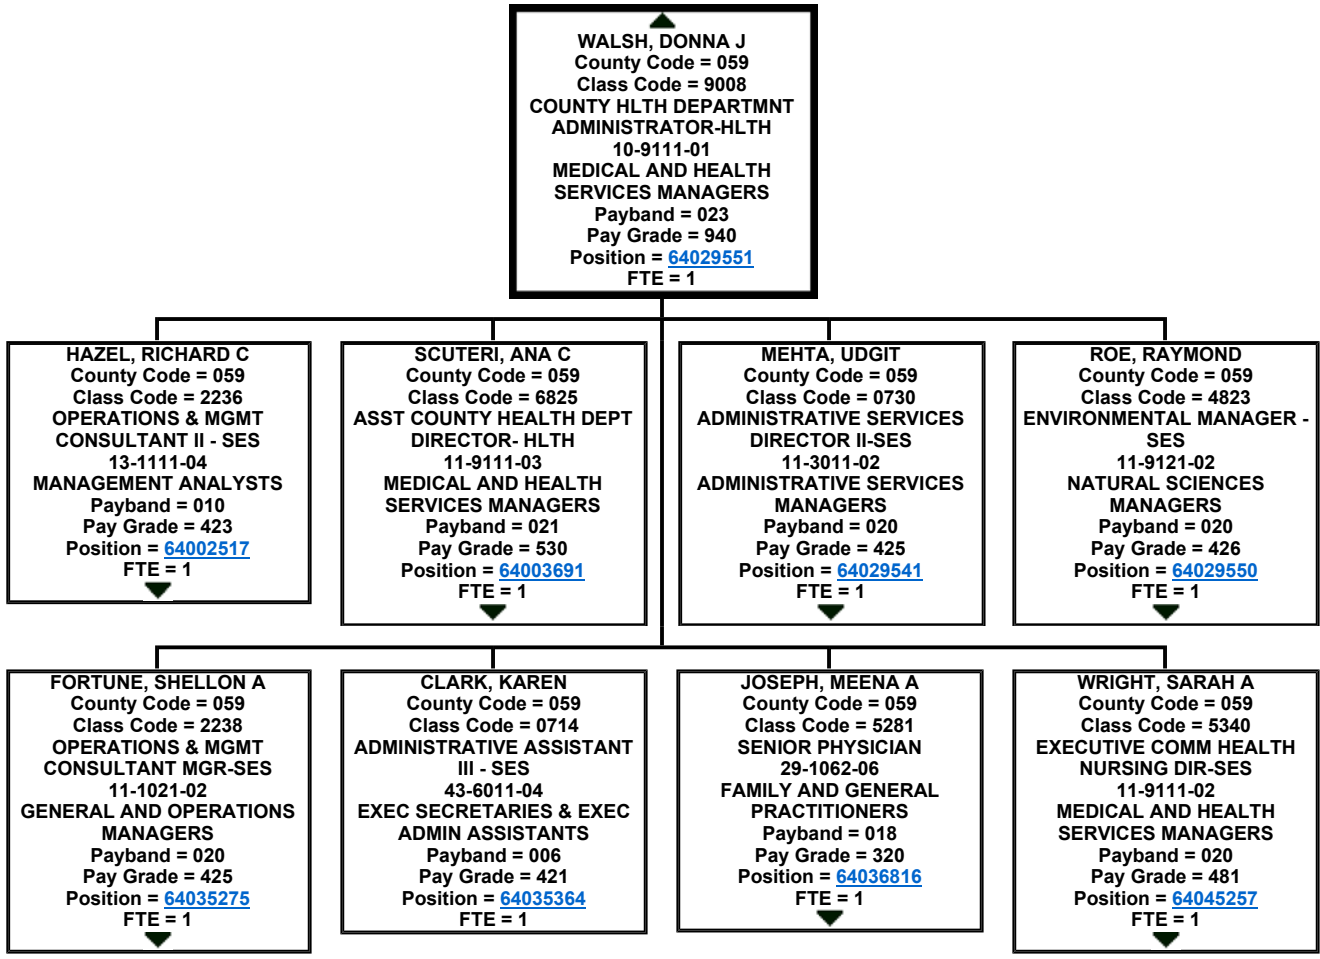 WALSH, DONNA J
County Code = 059
Class Code = 9008
COUNTY HLTH DEPARTMNT
ADMINISTRATOR-HLTH
10-9111-01
MEDICAL AND HEALTH
SERVICES MANAGERS
Payband = 023
Pay Grade = 940
Position = 64029551
FTE = 1
HAZEL, RICHARD C
County Code = 059
Class Code = 2236
OPERATIONS & MGMT
CONSULTANT II - SES
13-1111-04
MANAGEMENT ANALYSTS
Payband = 010
Pay Grade = 423
Position = 64002517
FTE = 1
SCUTERI, ANA C
County Code = 059
Class Code = 6825
ASST COUNTY HEALTH DEPT
DIRECTOR- HLTH
11-9111-03
MEDICAL AND HEALTH
SERVICES MANAGERS
Payband = 021
Pay Grade = 530
Position = 64003691
FTE = 1
MEHTA, UDGIT
County Code = 059
Class Code = 0730
ADMINISTRATIVE SERVICES
DIRECTOR II-SES
11-3011-02
ADMINISTRATIVE SERVICES
MANAGERS
Payband = 020
Pay Grade = 425
Position = 64029541
FTE = 1
ROE, RAYMOND
County Code = 059
Class Code = 4823
ENVIRONMENTAL MANAGER -
SES
11-9121-02
NATURAL SCIENCES
MANAGERS
Payband = 020
Pay Grade = 426
Position = 64029550
FTE = 1
FORTUNE, SHELLON A
County Code = 059
Class Code = 2238
OPERATIONS & MGMT
CONSULTANT MGR-SES
11-1021-02
GENERAL AND OPERATIONS
MANAGERS
Payband = 020
Pay Grade = 425
Position = 64035275
FTE = 1
CLARK, KAREN
County Code = 059
Class Code = 0714
ADMINISTRATIVE ASSISTANT
III - SES
43-6011-04
EXEC SECRETARIES & EXEC
ADMIN ASSISTANTS
Payband = 006
Pay Grade = 421
Position = 64035364
FTE = 1
JOSEPH, MEENA A
County Code = 059
Class Code = 5281
SENIOR PHYSICIAN
29-1062-06
FAMILY AND GENERAL
PRACTITIONERS
Payband = 018
Pay Grade = 320
Position = 64036816
FTE = 1
WRIGHT, SARAH A
County Code = 059
Class Code = 5340
EXECUTIVE COMM HEALTH
NURSING DIR-SES
11-9111-02
MEDICAL AND HEALTH
SERVICES MANAGERS
Payband = 020
Pay Grade = 481
Position = 64045257
FTE = 1